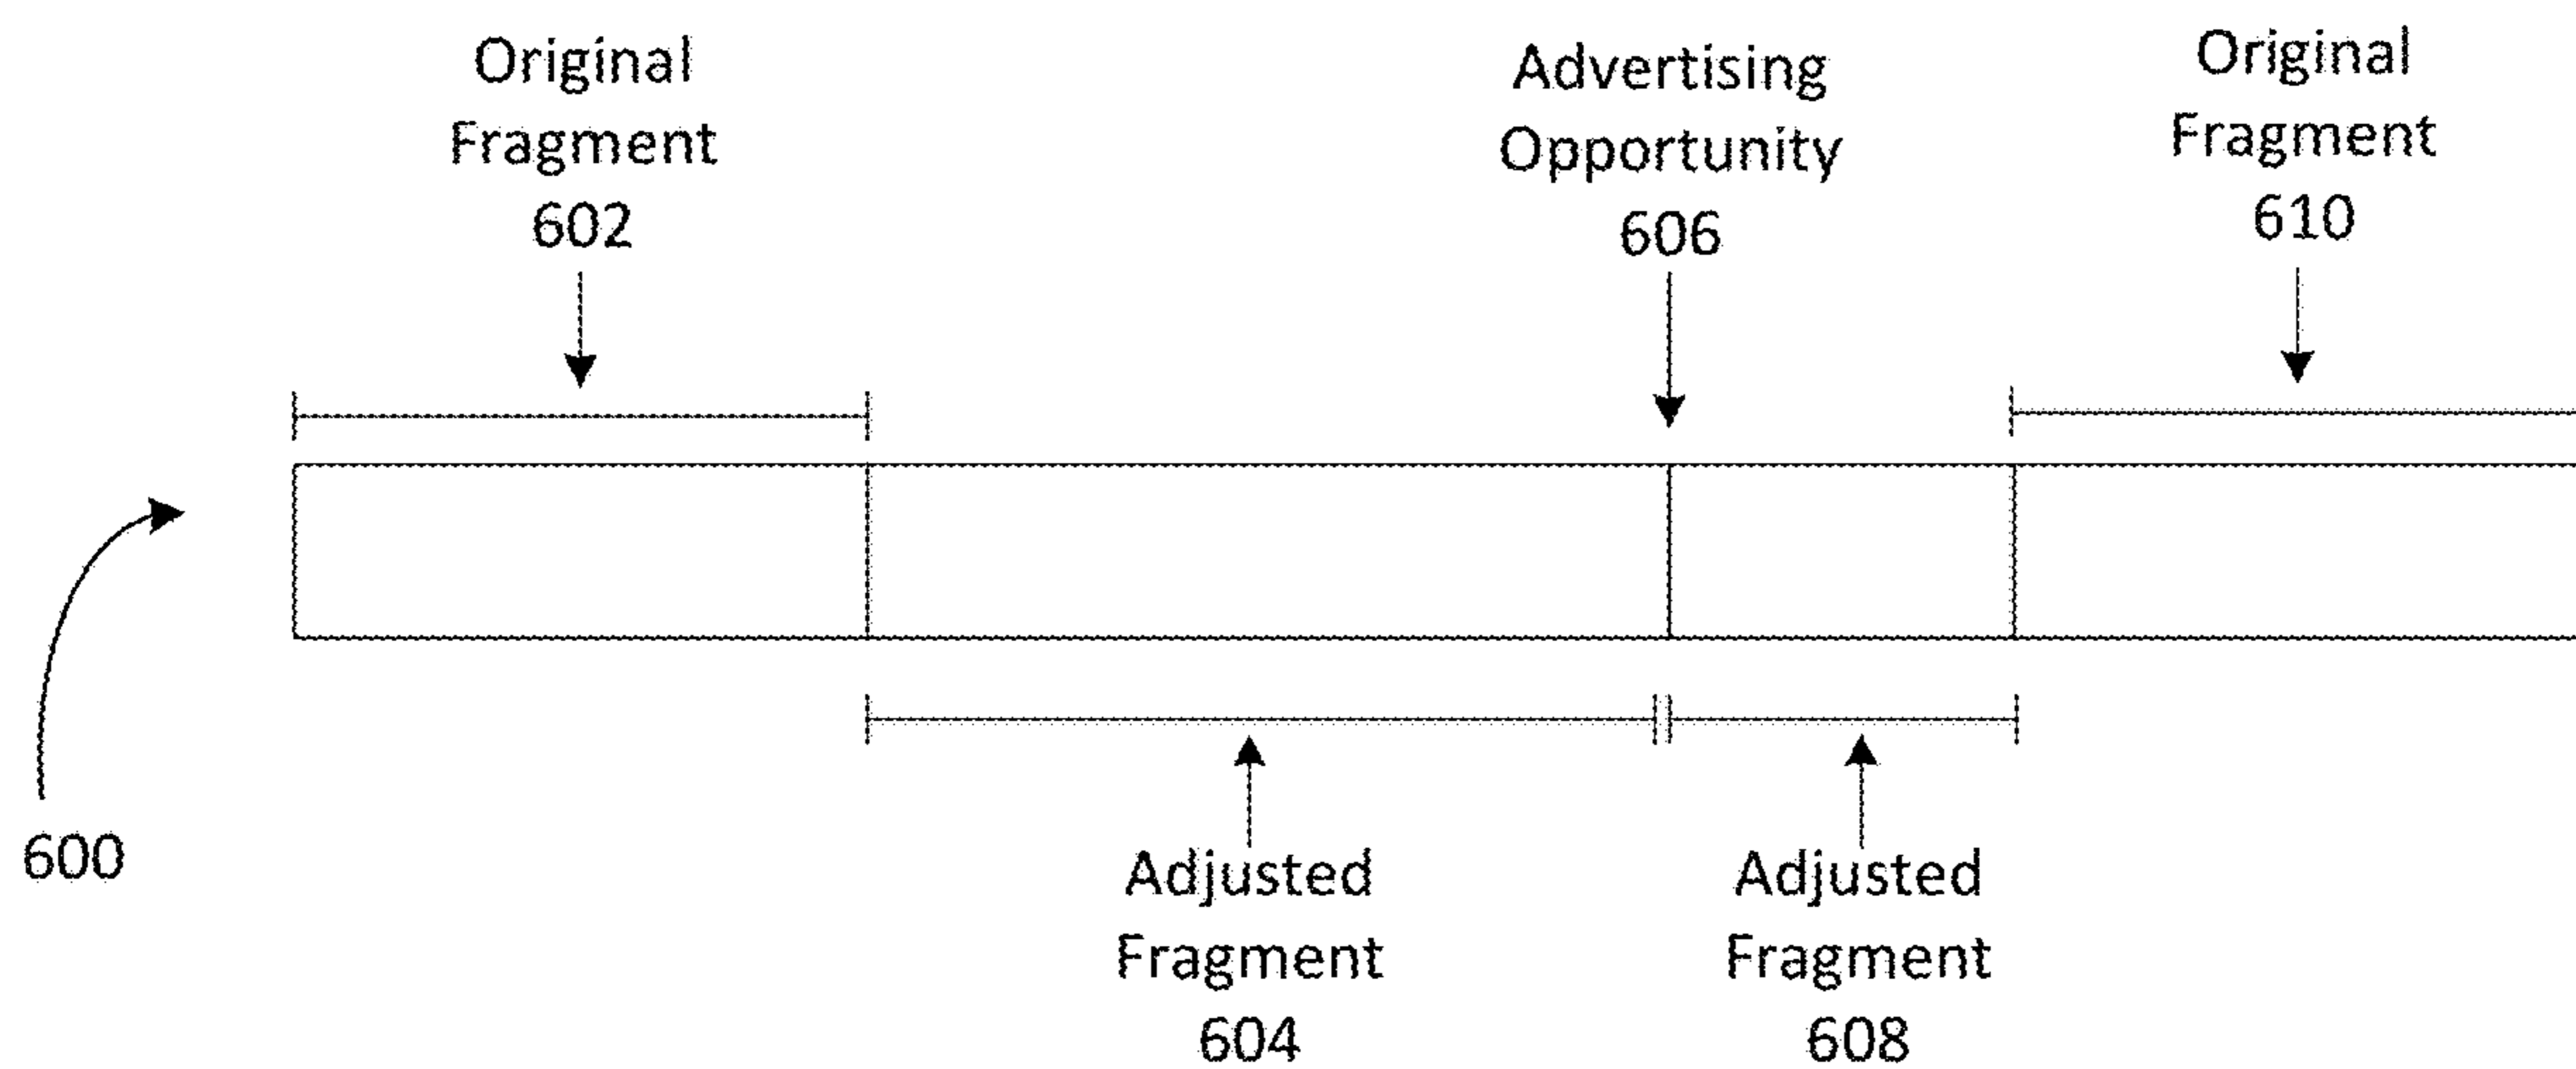 Original
Fragment
602
Advertising
Opportunity
606
Original
Fragment
610
600
Adjusted
Fragment
604
Adjusted
Fragment
608